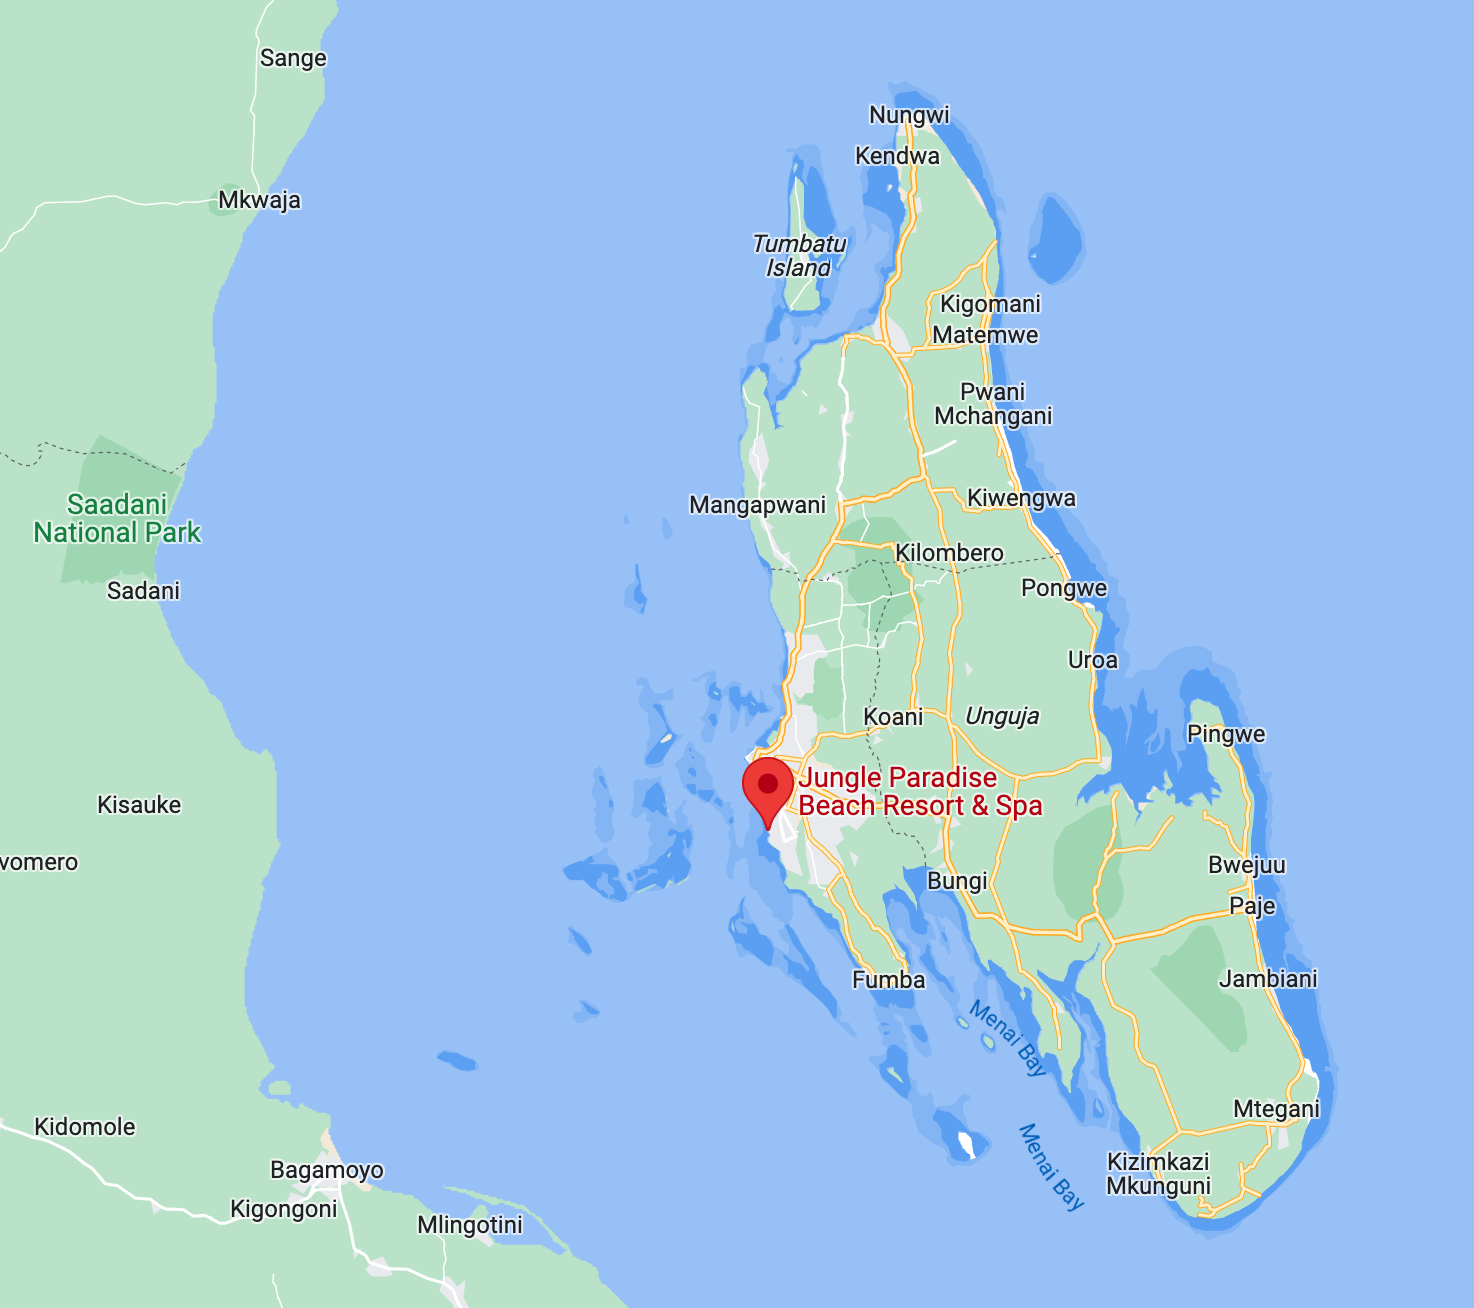 Sange
Nungwi
Kendwa
Mkwaja
Tumbatu
Island
Kigomani
Matemwe
Pwani
Mchangani
Saadani
National Park
Mangapwani
Kiwengwa
Kilombero
Sadani
Pongwe
Uroa
Koani
Unguja
Pingwe
Jungle Paradise
Beach Resort & Spa
Kisauke
vomero
Bwejuu
Bungi
Paje
Fumba
Jambiani
Menai Bay
Mtegani
Kidomole
Menai Bay
Bagamoyo
Kizimkazi
Mkunguni
Kigongoni
Mlingotini